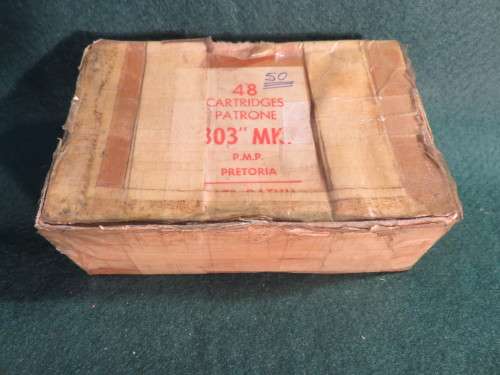 50
48
CARTRIDGES
PATRONE
303" MK.
P.M.P.
PRETORIA